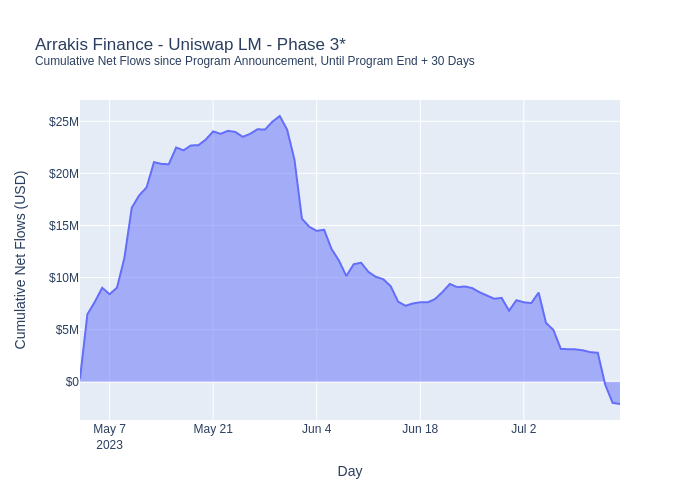 Arrakis Finance - Uniswap LM - Phase 3*
Cumulative Net Flows since Program Announcement, Until Program End + 30 Days
Cumulative Net Flows (USD)
$25M
$20M
$15M
$10M
$5M
$0
May 7
2023
May 21
Jun 4
Jun 18
Jul 2
Day